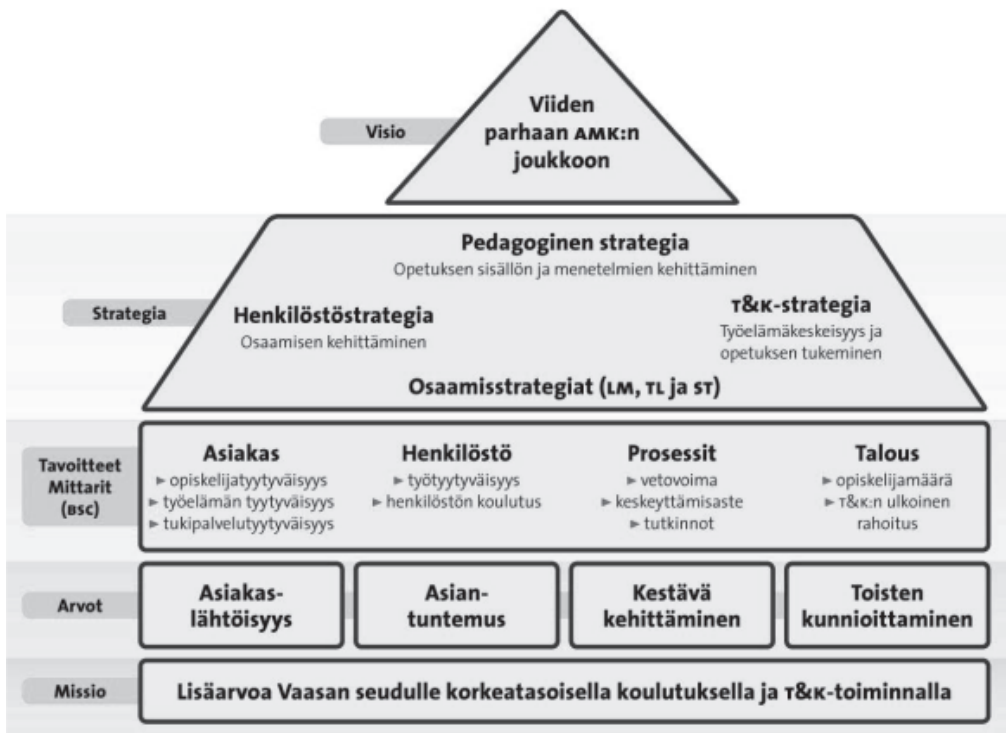 Visio
Viiden
parhaan AMK:n
joukkoon
Strategia
Pedagoginen strategia
Opetuksen sisällön ja menetelmien kehittäminen
Henkilöstöstrategia
Osaamisen kehittäminen
T&K-strategia
Työelämäkeskeisyys ja
opetuksen tukeminen
Osaamisstrategiat (LM, TL ja ST)
Tavoitteet
Mittarit
(BSC)
Asiakas
► opiskelijatyytyväisyys
► työelämän tyytyväisyys
► tukipalvelutyytyväisyys
Henkilöstö
► työtyytyväisyys
► henkilöstön koulutus
Prosessit
► vetovoima
► keskeyttämisaste
► tutkinnot
Talous
► opiskelijamäärä
► T&K:n ulkoinen
rahoitus
Arvot
Asiakas-
lähtöisyys
Asian-
tuntemus
Kestävä
kehittäminen
Toisten
kunnioittaminen
Missio
Lisäarvoa Vaasan seudulle korkeatasoisella koulutuksella ja T&K-toiminnalla